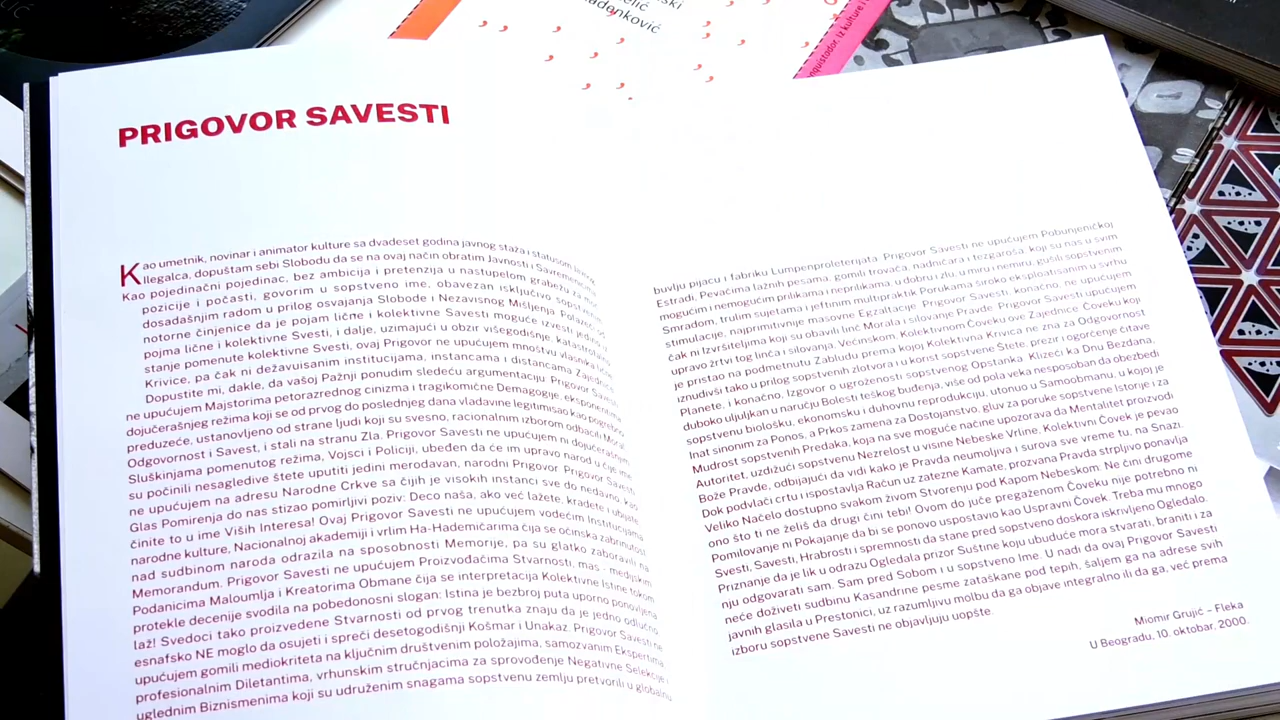 nski
elić
ladenković
nquistador. Iz kulture i
PRIGOVOR SAVESTI
Kao umetnik, novinar i animator kulture sa dvadeset godina javnog staža i statusom
Ilegalca, dopuštam sebi Slobodu da se na ovaj način obratim Javnosti i Savremenicima
Kao pojedinačni pojedinac, bez ambicija i pretenzija u nastupelom grabežu za moć
pozicije i počasti, govorim u sopstveno ime, obavezan isključivo sopstvenim
dosadašnjim radom u prilog osvajanja Slobode i Nezavisnog Mišljenja. Polazeć od
notorne činjenice da je pojam lične i kolektivne Savesti moguće izvesti jedino iz
pojma lične i kolektivne Svesti, i dalje, uzimajući u obzir višegodišnje, katastrofalno
stanje pomenute kolektivne Svesti, ovaj Prigovor ne upućujem mnoštvu vlasnika lične
Krivice, pa čak ni dežavuisanim institucijama, instancama i distancama Zajednice.
Dopustite mi, dakle, da vašoj Pažnji ponudim sledeću argumentaciju: Prigovor Savesti
ne upućujem Majstorima petorazrednog cinizma i tragikomične Demagogije, eksponentima
dojučerašnjeg režima koji se od prvog do poslednjeg dana vladavine legitimisao kao pogrebno
preduzeće, ustanovljeno od strane ljudi koji su svesno, racionalnim izborom odbacili Moral,
Odgovornost i Savest, i stali na stranu Zla. Prigovor Savesti ne upućujem ni dojučerašnjim
Sluškinjama pomenutog režima, Vojsci i Policiji, ubeđen da će im upravo narod u čije ime
su počinili nesagledive štete uputiti jedini merodavan, narodni Prigovor. Prigovor Savesti
ne upućujem na adresu Narodne Crkve sa čijih je visokih instanci sve do nedavno, kao
Glas Pomirenja do nas stizao pomirljivi poziv: Deco naša, ako već lažete, kradete i ubijate,
činite to u ime Viših Interesa! Ovaj Prigovor Savesti ne upućujem vodećim Institucijama
narodne kulture, Nacionalnoj akademiji i vrlim Ha-Hademičarima čija se očinska zabrinutost
nad sudbinom naroda odrazila na sposobnosti Memorije, pa su glatko zaboravili na
Memorandum. Prigovor Savesti ne upućujem Proizvođačima Stvarnosti, mas - medijskim
Podanicima Maloumlja i Kreatorima Obmane čija se interpretacija Kolektivne Istine tokom
protekle decenije svodila na pobedonosni slogan: Istina je bezbroj puta uporno ponovljena
laž! Svedoci tako proizvedene Stvarnosti od prvog trenutka znaju da je jedno odlučno,
esnafsko NE moglo da osujeti i spreči desetogodišnji Košmar i Unakaz. Prigovor Savesti ne
upućujem gomili mediokriteta na ključnim društvenim položajima, samozvanim Ekspertima,
profesionalnim Diletantima, vrhunskim stručnjacima za sprovođenje Negativne Selekcije i
uglednim Biznismenima koji su udruženim snagama sopstvenu zemlju pretvorili u globalnu
buvlju pijacu i fabriku Lumpenproleterijata. Prigovor Savesti ne upućujem Pobunjeničkoj
Estradi, Pevačima lažnih pesama, gomili trovača, nadničara i tezgaroša, koji su nas u svim
mogućim i nemogućim prilikama i neprilikama, u dobru i zlu, u miru i nemiru, gušili sopstvenim
Smradom, trulim sujetama i jeftinim multipraktik Porukama široko eksploatisanim u svrhu
stimulacije, najprimitivnije masovne Egzaltacije. Prigovor Savesti, konačno, ne upućujem
čak ni Izvršiteljima koji su obavili linč Morala i silovanje Pravde. Prigovor Savesti upućujem
upravo žrtvi tog linča i silovanja. Većinskom, Kolektivnom Čoveku ove Zajednice. Čoveku koji
je pristao na podmetnutu Zabludu prema kojoj Kolektivna Krivica ne zna za Odgovornost
iznudivši tako u prilog sopstvenih zlotvora i u korist sopstvene Štete, prezir i ogorčenje čitave
Planete, i konačno, Izgovor o ugroženosti sopstvenog Opstanka. Klizeći ka Dnu Bezdana,
duboko uljuljkan u naručju Bolesti teškog buđenja, više od pola veka nesposoban da obezbedi
sopstvenu biološku, ekonomsku i duhovnu reprodukciju, utonuo u Samoobmanu, u kojoj je
Inat sinonim za Ponos, a Prkos zamena za Dostojanstvo, gluv za poruke sopstvene Istorije i za
Mudrost sopstvenih Predaka, koja na sve moguće načine upozorava da Mentalitet proizvodi
Autoritet, uzdižući sopstvenu Nezrelost u visine Nebeske Vrline, Kolektivni Čovek je pevao
Bože Pravde, odbijajući da vidi kako je Pravda neumoljiva i surova sve vreme tu, na Snazi.
Dok podvlači crtu i ispostavlja Račun uz zatezne Kamate, prozvana Pravda strpljivo ponavlja
Veliko Načelo dostupno svakom živom Stvorenju pod Kapom Nebeskom: Ne čini drugome
ono što ti ne želiš da drugi čini tebi! Ovom do juče pregaženom Čoveku nije potrebno ni
Pomilovanje ni Pokajanje da bi se ponovo uspostavio kao Uspravni Čovek. Treba mu mnogo
Svesti, Savesti, Hrabrosti i spremnosti da stane pred sopstveno doskora iskrivljeno Ogledalo.
Priznanje da je lik u odrazu Ogledala prizor Suštine koju ubuduće mora stvarati, braniti i za
nju odgovarati sam. Sam pred Sobom i u sopstveno Ime. U nadi da ovaj Prigovor Savesti
neće doživeti sudbinu Kasandrine pesme zataškane pod tepih, šaljem ga na adrese svih
javnih glasila u Prestonici, uz razumljivu molbu da ga objave integralno ili da ga, već prema
izboru sopstvene Savesti ne objavljuju uopšte.
Miomir Grujić – Fleka
U Beogradu, 10. oktobar, 2000.